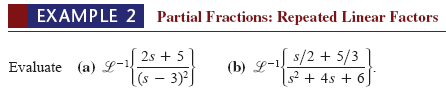 EXAMPLE 2 Partial Fractions: Repeated Linear Factors
Evaluate (a) ℒ⁻¹{(2s + 5)/(s − 3)²} (b) ℒ⁻¹{(s/2 + 5/3)/(s² + 4s + 6)}.